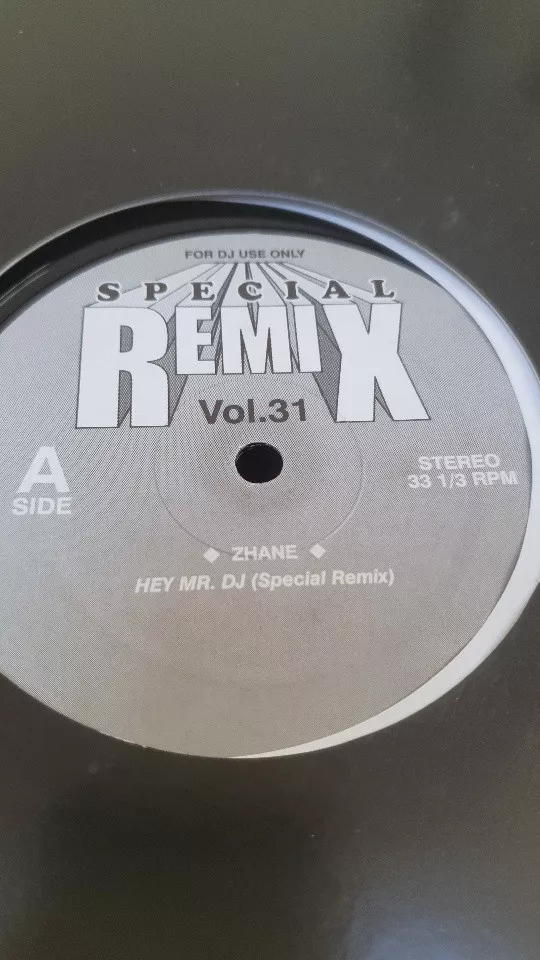 FOR DJ USE ONLY
SPECIAL
REMIX
Vol.31
A
SIDE
STEREO
33 1/3 RPM
◆ ZHANE ◆
HEY MR. DJ (Special Remix)